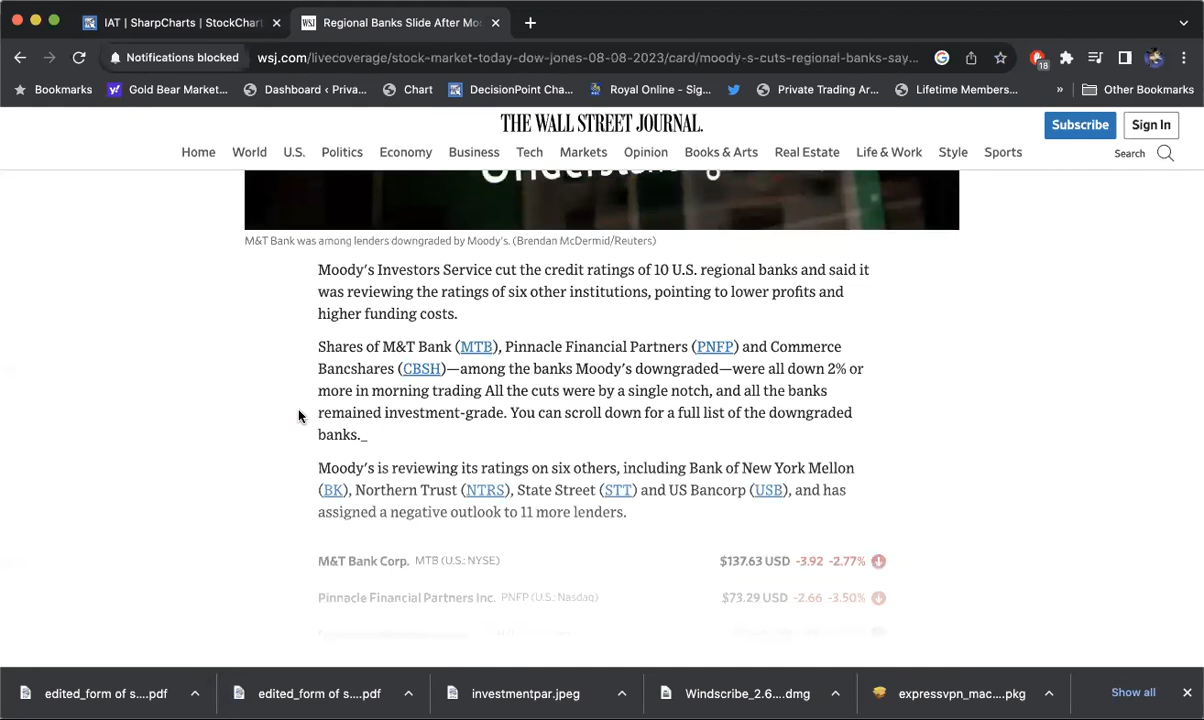 IAT | SharpCharts | StockChart
WSJ Regional Banks Slide After Mo
Notifications blocked
wsj.com/livecoverage/stock-market-today-dow-jones-08-08-2023/card/moody-s-cuts-regional-banks-say...
18
Bookmarks
Gold Bear Market...
Dashboard ‹ Priva...
Chart
DecisionPoint Cha...
Royal Online - Sig...
Private Trading Ar...
Lifetime Members...
»
Other Bookmarks
THE WALL STREET JOURNAL.
Subscribe
Sign In
Home World U.S. Politics Economy Business Tech Markets Opinion Books & Arts Real Estate Life & Work Style Sports
Search
M&T Bank was among lenders downgraded by Moody's. (Brendan McDermid/Reuters)
Moody's Investors Service cut the credit ratings of 10 U.S. regional banks and said it
was reviewing the ratings of six other institutions, pointing to lower profits and
higher funding costs.
Shares of M&T Bank (MTB), Pinnacle Financial Partners (PNFP) and Commerce
Bancshares (CBSH)—among the banks Moody's downgraded—were all down 2% or
more in morning trading All the cuts were by a single notch, and all the banks
remained investment-grade. You can scroll down for a full list of the downgraded
banks._
Moody's is reviewing its ratings on six others, including Bank of New York Mellon
(BK), Northern Trust (NTRS), State Street (STT) and US Bancorp (USB), and has
assigned a negative outlook to 11 more lenders.
M&T Bank Corp. MTB (U.S.: NYSE) $137.63 USD -3.92 -2.77%
Pinnacle Financial Partners Inc. PNFP (U.S.: Nasdaq) $73.29 USD -2.66 -3.50%
edited_form of s....pdf
edited_form of s....pdf
investmentpar.jpeg
Windscribe_2.6....dmg
expressvpn_mac....pkg
Show all